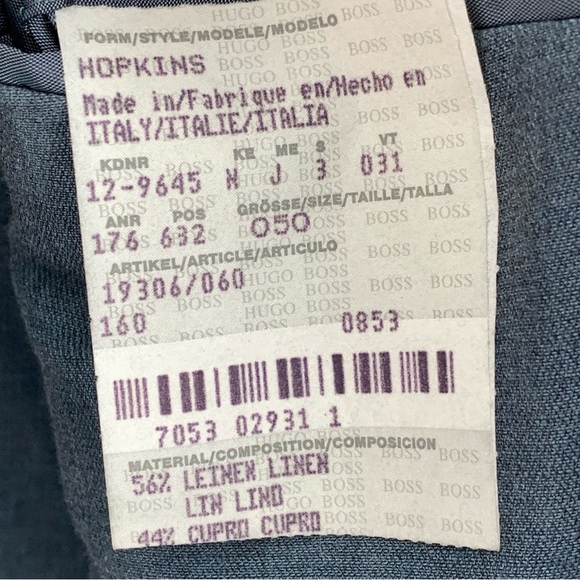 HUGO BOSS
FORM/STYLE/MODELE/MODELO
HOPKINS
Made in/Fabrique en/Hecho en
ITALY/ITALIE/ITALIA
KDNR KE ME S VT
12-9645 N J 3 031
ANR POS GRÖSSE/SIZE/TAILLE/TALLA
176 632 050
ARTIKEL/ARTICLE/ARTICULO
19306/060
160 0853
7053 02931 1
MATERIAL/COMPOSITION/COMPOSICION
56% LEINEN LINEN
LIN LINO
44% CUPRO CUPRO